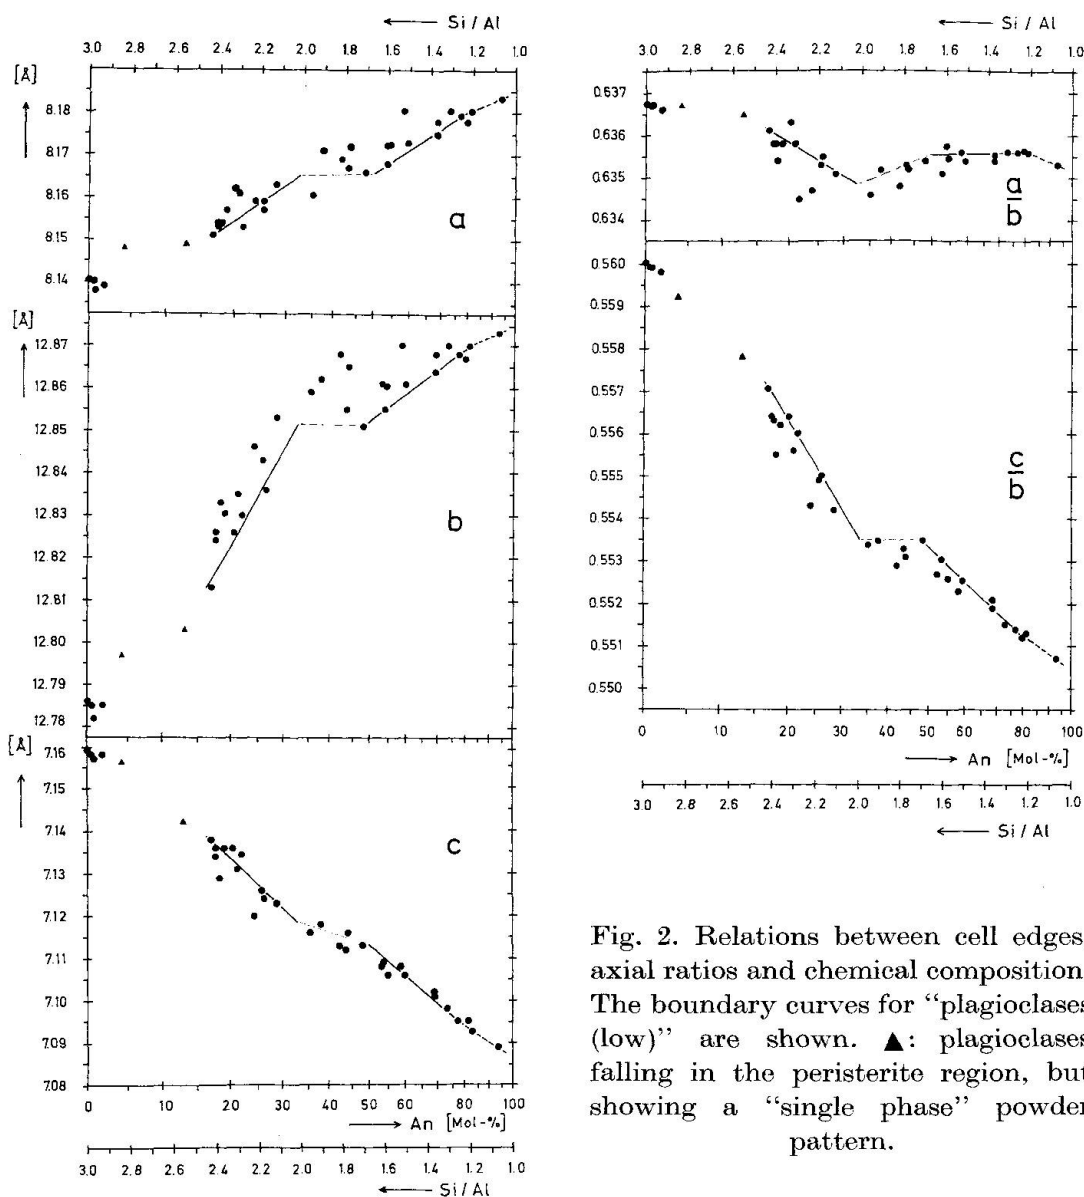 Si / Al
3.0 2.8 2.6 2.4 2.2 2.0 1.8 1.6 1.4 1.2 1.0
[Å]
8.18
8.17
8.16
8.15
8.14
a
[Å]
12.87
12.86
12.85
12.84
12.83
12.82
12.81
12.80
12.79
12.78
b
[Å]
7.16
7.15
7.14
7.13
7.12
7.11
7.10
7.09
7.08
c
0 10 20 30 40 50 60 70 80 90 100
An [Mol-%]
3.0 2.8 2.6 2.4 2.2 2.0 1.8 1.6 1.4 1.2 1.0
Si / Al
Si / Al
3.0 2.8 2.6 2.4 2.2 2.0 1.8 1.6 1.4 1.2 1.0
0.637
0.636
0.635
0.634
a
b
0.560
0.559
0.558
0.557
0.556
0.555
0.554
0.553
0.552
0.551
0.550
c
b
0 10 20 30 40 50 60 70 80 100
An [Mol-%]
3.0 2.8 2.6 2.4 2.2 2.0 1.8 1.6 1.4 1.2 1.0
Si / Al
Fig. 2. Relations between cell edges
axial ratios and chemical composition
The boundary curves for “plagioclases
(low)” are shown. ▲: plagioclases
falling in the peristerite region, but
showing a “single phase” powder
pattern.